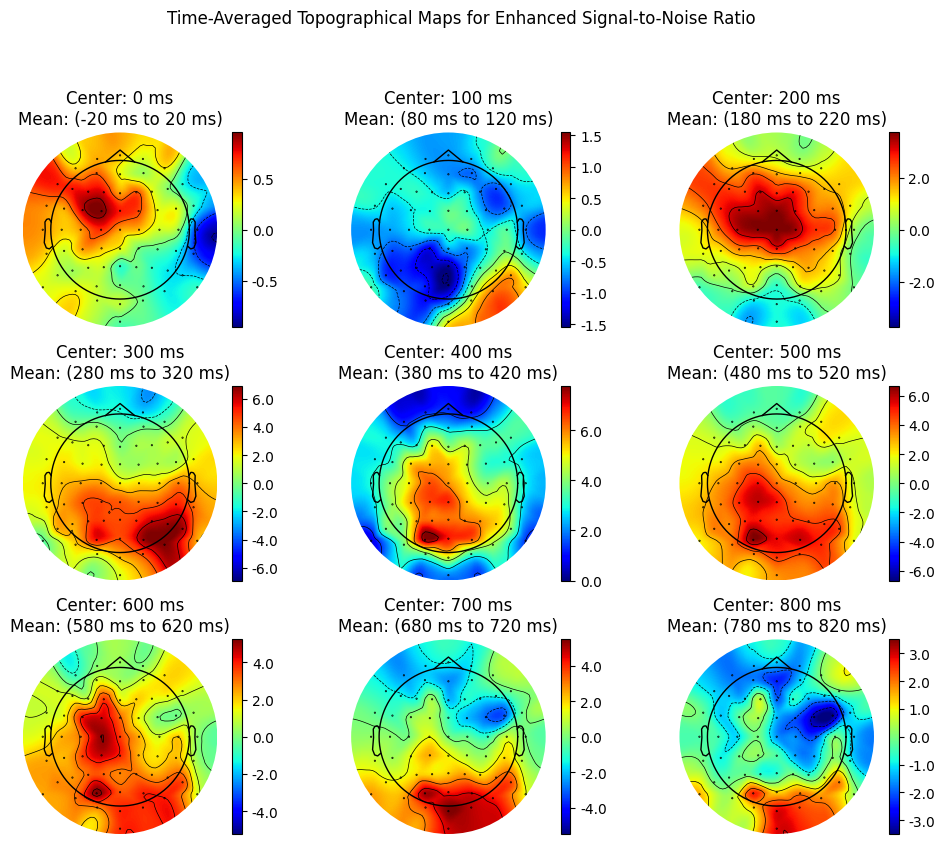 Time-Averaged Topographical Maps for Enhanced Signal-to-Noise Ratio
Center: 0 ms
Mean: (-20 ms to 20 ms)
0.5
0.0
-0.5
Center: 100 ms
Mean: (80 ms to 120 ms)
1.5
1.0
0.5
0.0
-0.5
-1.0
-1.5
Center: 200 ms
Mean: (180 ms to 220 ms)
2.0
0.0
-2.0
Center: 300 ms
Mean: (280 ms to 320 ms)
6.0
4.0
2.0
0.0
-2.0
-4.0
-6.0
Center: 400 ms
Mean: (380 ms to 420 ms)
6.0
4.0
2.0
0.0
Center: 500 ms
Mean: (480 ms to 520 ms)
6.0
4.0
2.0
0.0
-2.0
-4.0
-6.0
Center: 600 ms
Mean: (580 ms to 620 ms)
4.0
2.0
0.0
-2.0
-4.0
Center: 700 ms
Mean: (680 ms to 720 ms)
4.0
2.0
0.0
-2.0
-4.0
Center: 800 ms
Mean: (780 ms to 820 ms)
3.0
2.0
1.0
0.0
-1.0
-2.0
-3.0